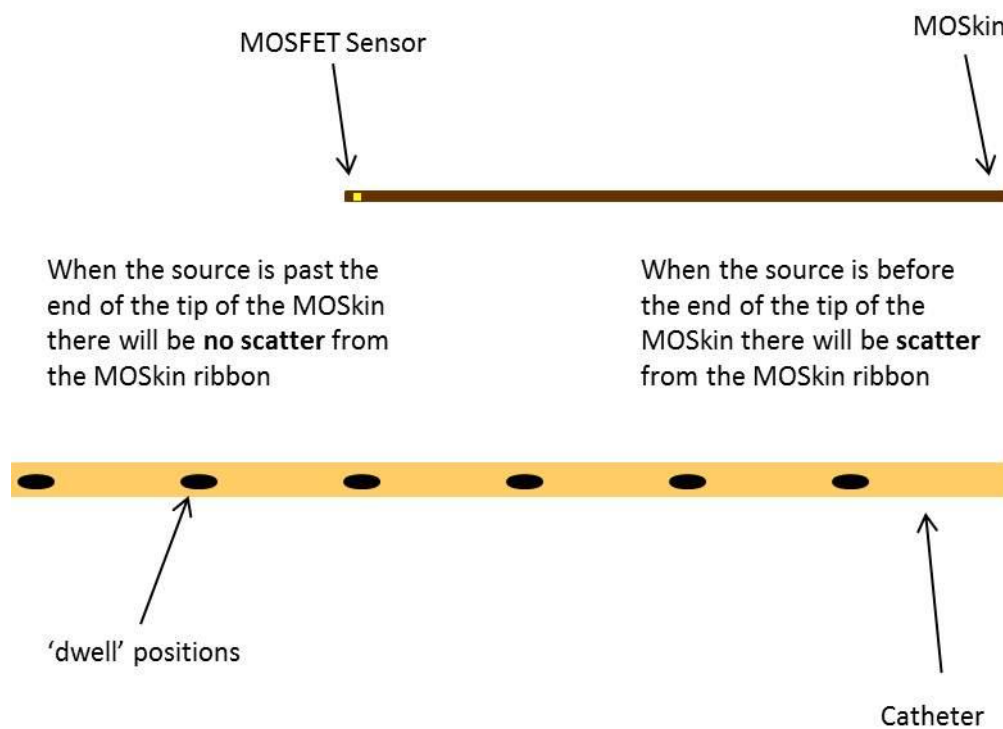 MOSFET Sensor
MOSkin
When the source is past the
end of the tip of the MOSkin
there will be no scatter from
the MOSkin ribbon
When the source is before
the end of the tip of the
MOSkin there will be scatter
from the MOSkin ribbon
‘dwell’ positions
Catheter